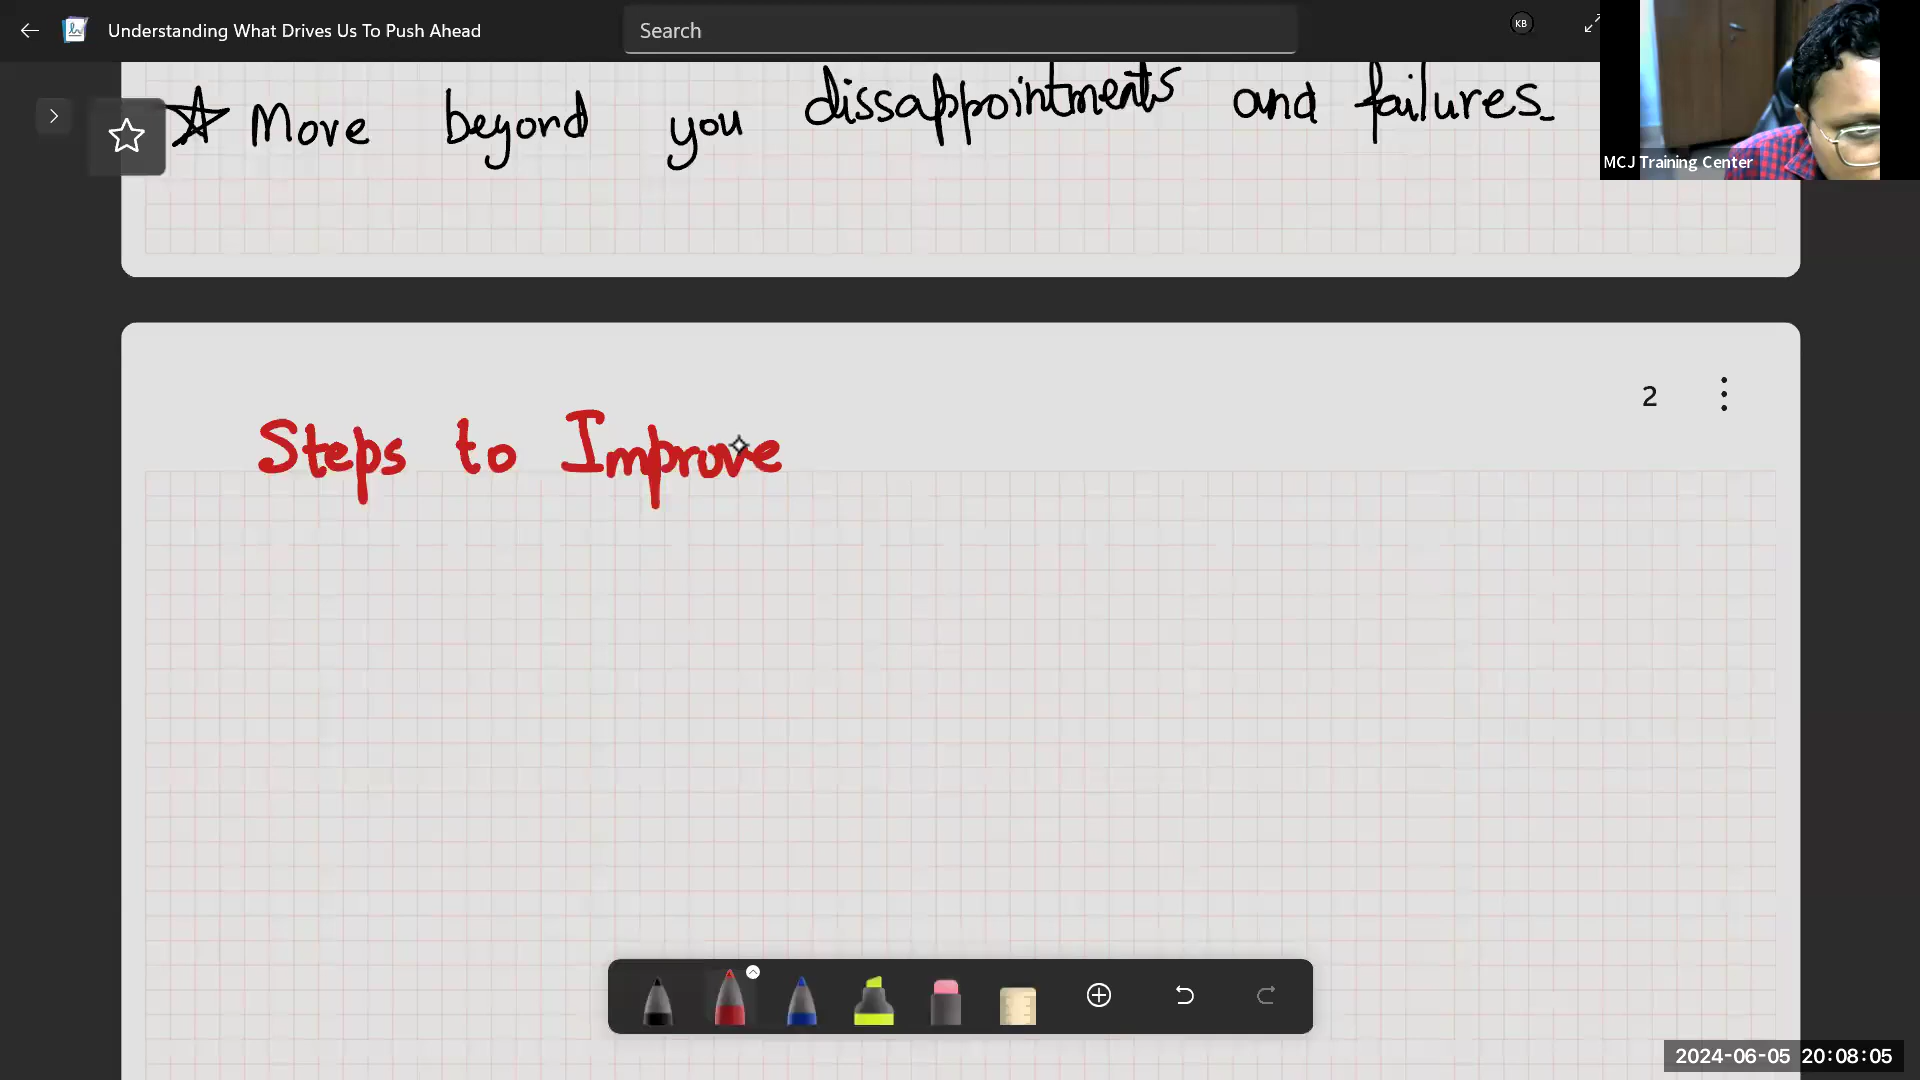 Understanding What Drives Us To Push Ahead
Search
KB
Move beyond you dissappointments and failures
MCJ Training Center
2
Steps to Improve
2024-06-05 20:08:05